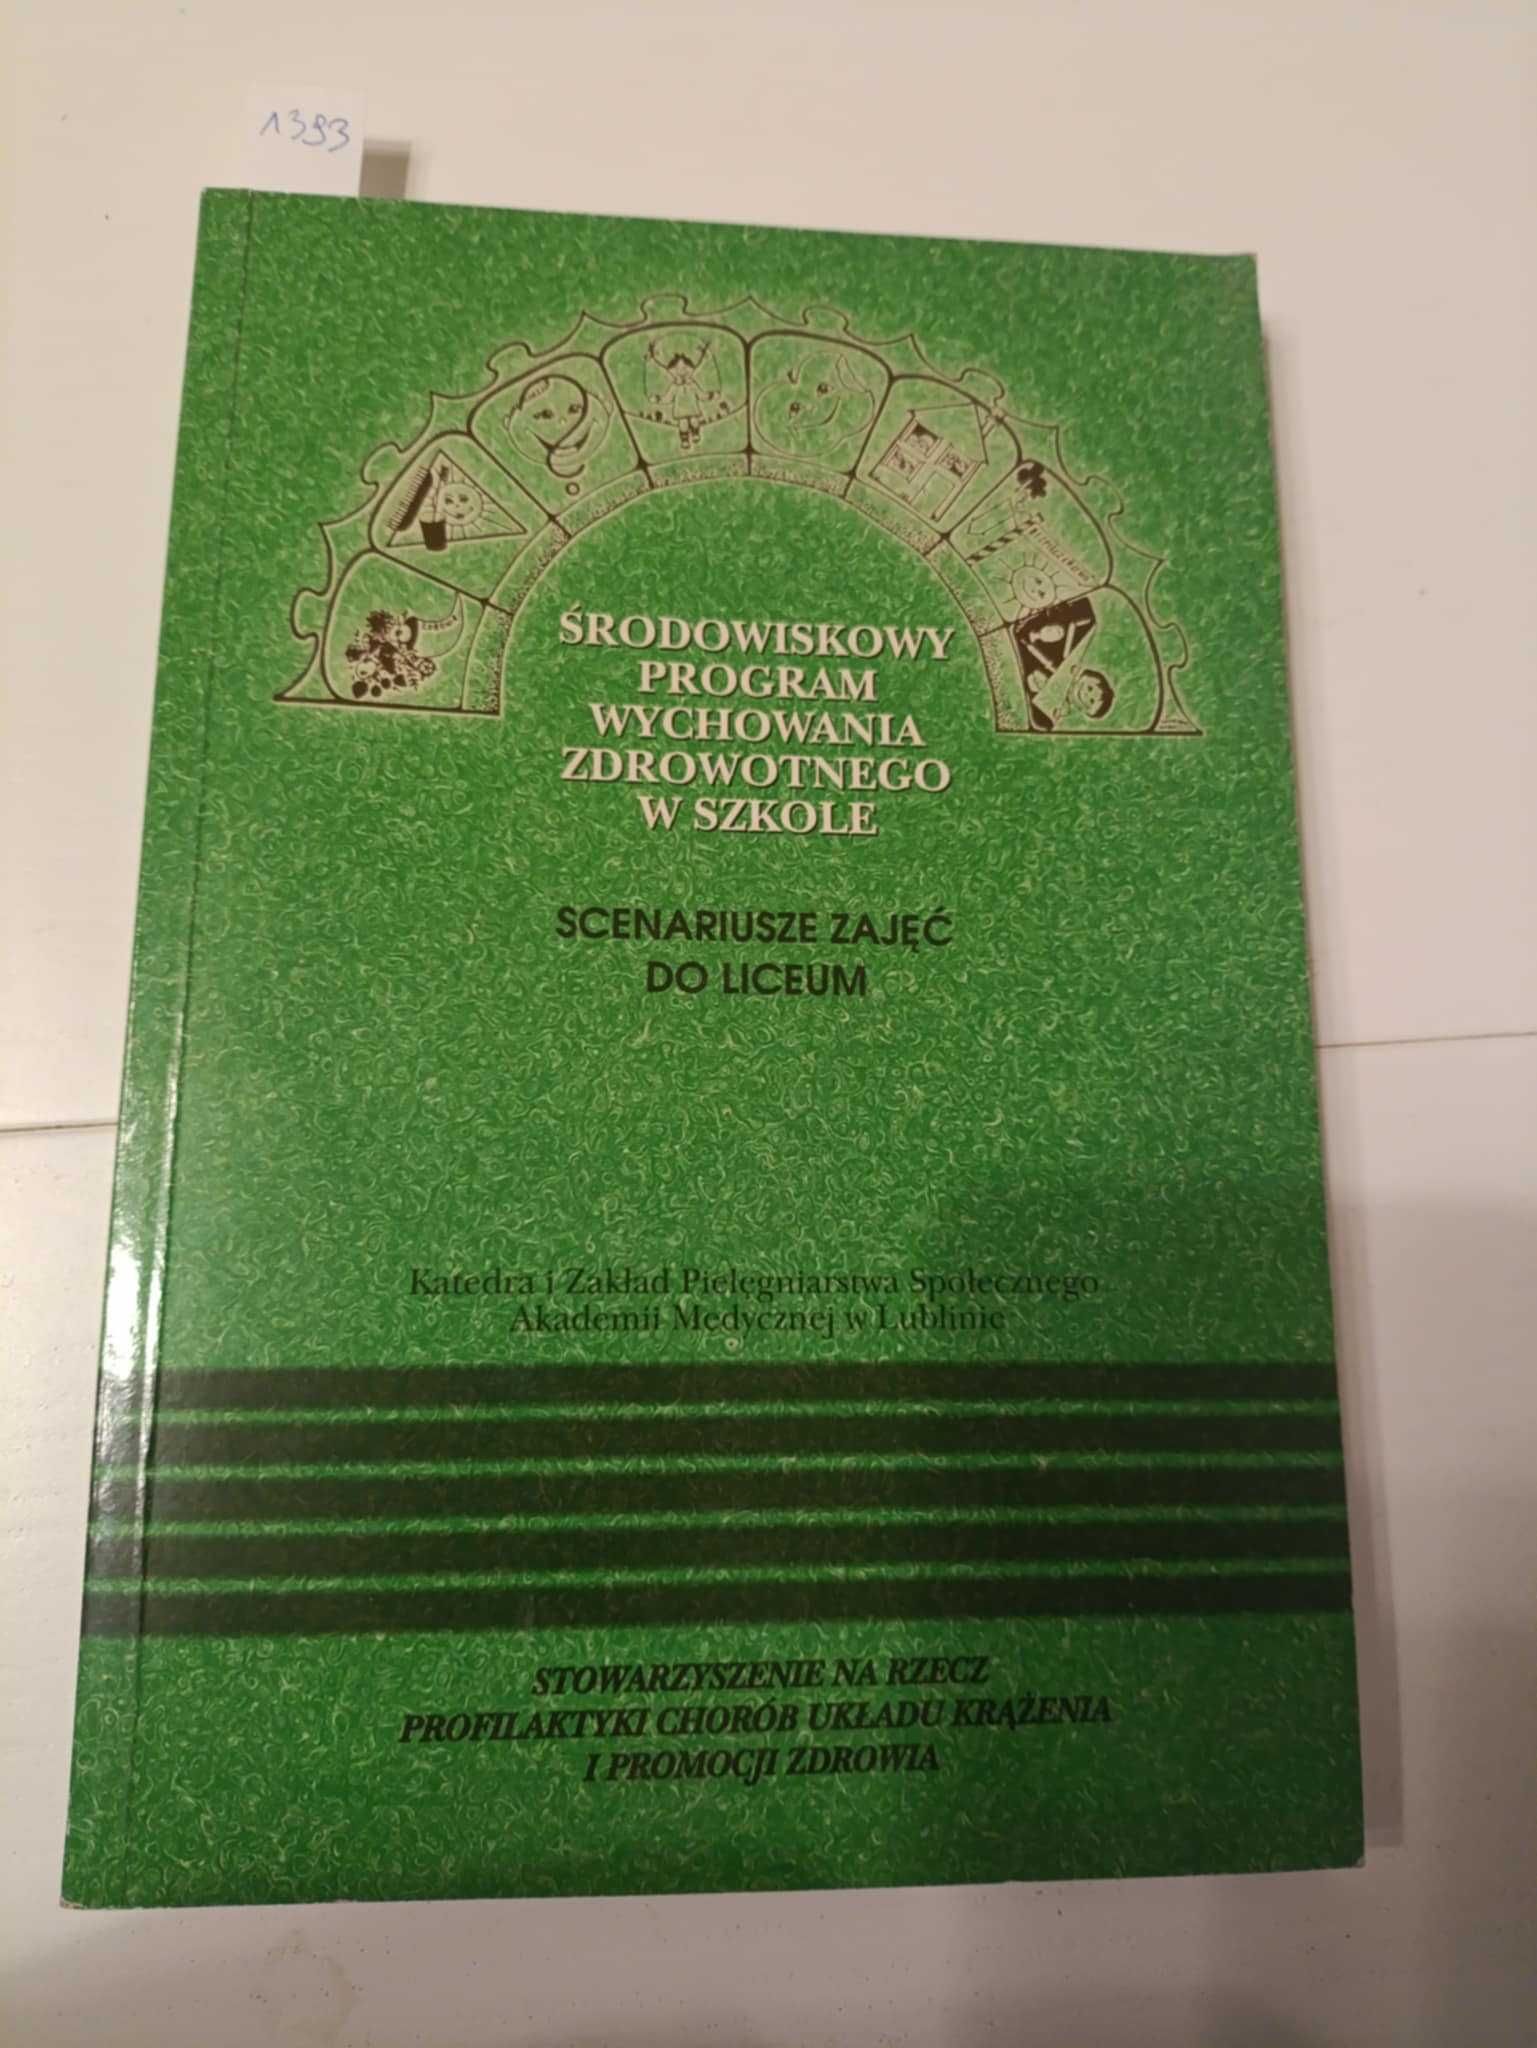 1393
ŚRODOWISKOWY
PROGRAM
WYCHOWANIA
ZDROWOTNEGO
W SZKOLE
SCENARIUSZE ZAJĘĆ
DO LICEUM
Katedra i Zakład Pielęgniarstwa Społecznego
Akademii Medycznej w Lublinie
STOWARZYSZENIE NA RZECZ
PROFILAKTYKI CHORÓB UKŁADU KRĄŻENIA
I PROMOCJI ZDROWIA